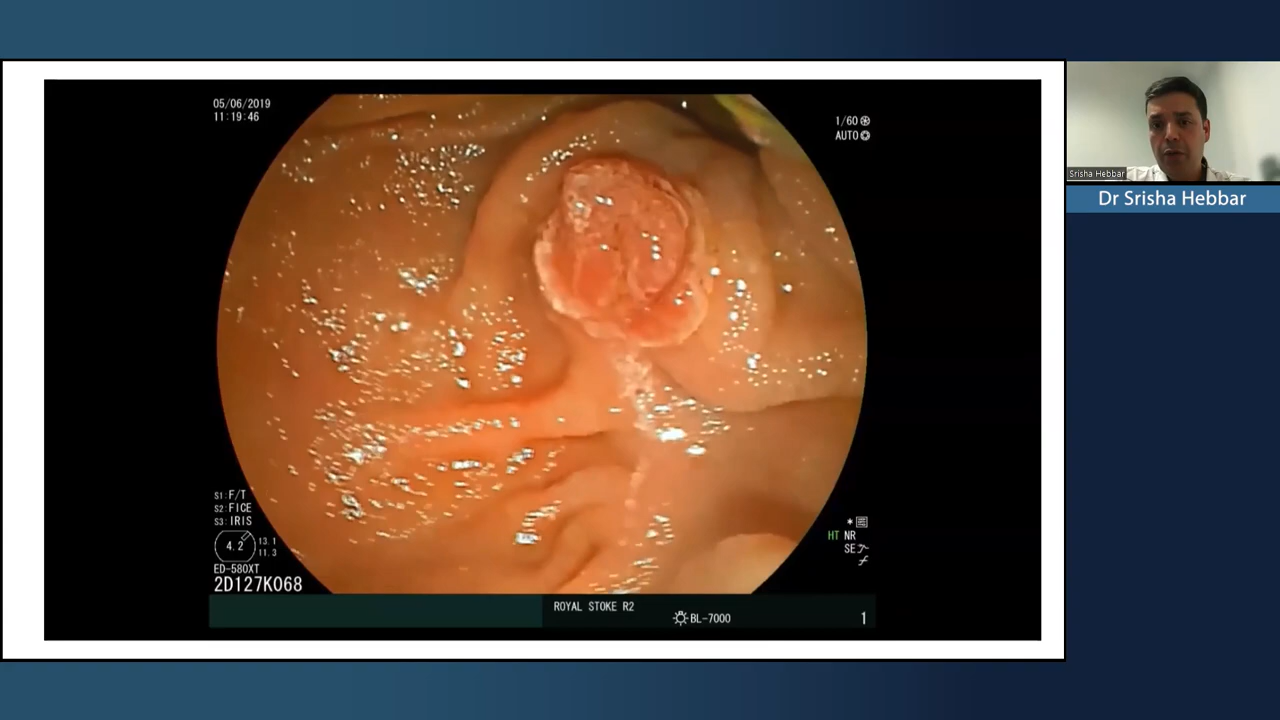 05/06/2019
11:19:46
1/60
AUTO
Srisha Hebbar
Dr Srisha Hebbar
S1:F/T
S2:FICE
S3:IRIS
4.2
13.1
11.3
ED-580XT
2D127K068
HT NR
SE
ROYAL STOKE R2
BL-7000
1